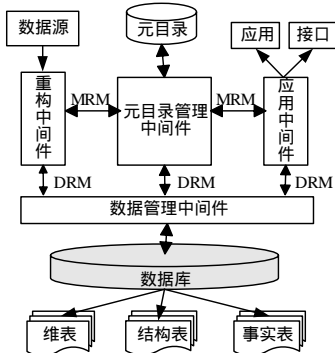 数据源
元目录
应用
接口
重构中间件
MRM
元目录管理
中间件
MRM
应用中间件
DRM
DRM
DRM
数据管理中间件
数据库
维表
结构表
事实表